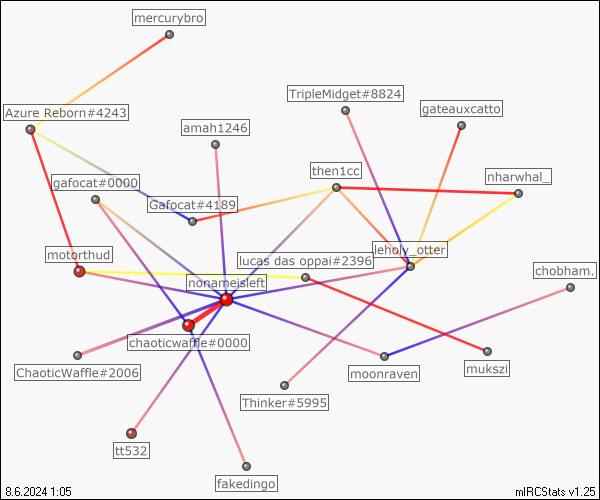 mercurybro
TripleMidget#8824
gateauxcatto
Azure Reborn#4243
amah1246
then1cc
nharwhal_
gafocat#0000
Gafocat#4189
motorthud
lucas das oppai#2396
leholy_otter
nonameisleft
chobham.
chaoticwaffle#0000
ChaoticWaffle#2006
moonraven
mukszi
Thinker#5995
tt532
fakedingo
8.6.2024 1:05
mIRCStats v1.25